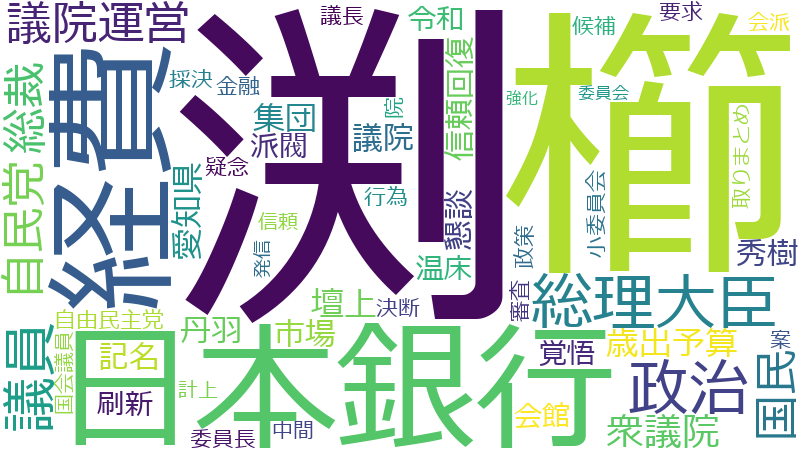 議院運営
議長
令和
候補
要求
会派
渕
櫛
経費
採決
金融
集団
院
信頼回復
強化
委員会
総裁
派閥
議院
疑念
行為
取りまとめ
自民党
愛知県
信頼
発信
懇談
温床
政策
小委員会
秀樹
議員
自由民主党
壇上
決断
審査
総理大臣
丹羽
市場
日本銀行
覚悟
歳出予算
案
国会議員
記名
計上
刷新
会館
政治
国民
委員長
中間
衆議院